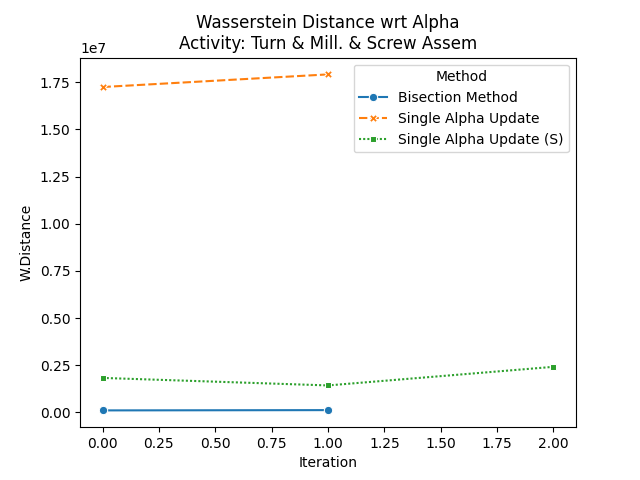 Wasserstein Distance wrt Alpha
Activity: Turn & Mill. & Screw Assem
1e7
Method
Bisection Method
Single Alpha Update
Single Alpha Update (S)
W.Distance
1.75
1.50
1.25
1.00
0.75
0.50
0.25
0.00
0.00 0.25 0.50 0.75 1.00 1.25 1.50 1.75 2.00
Iteration